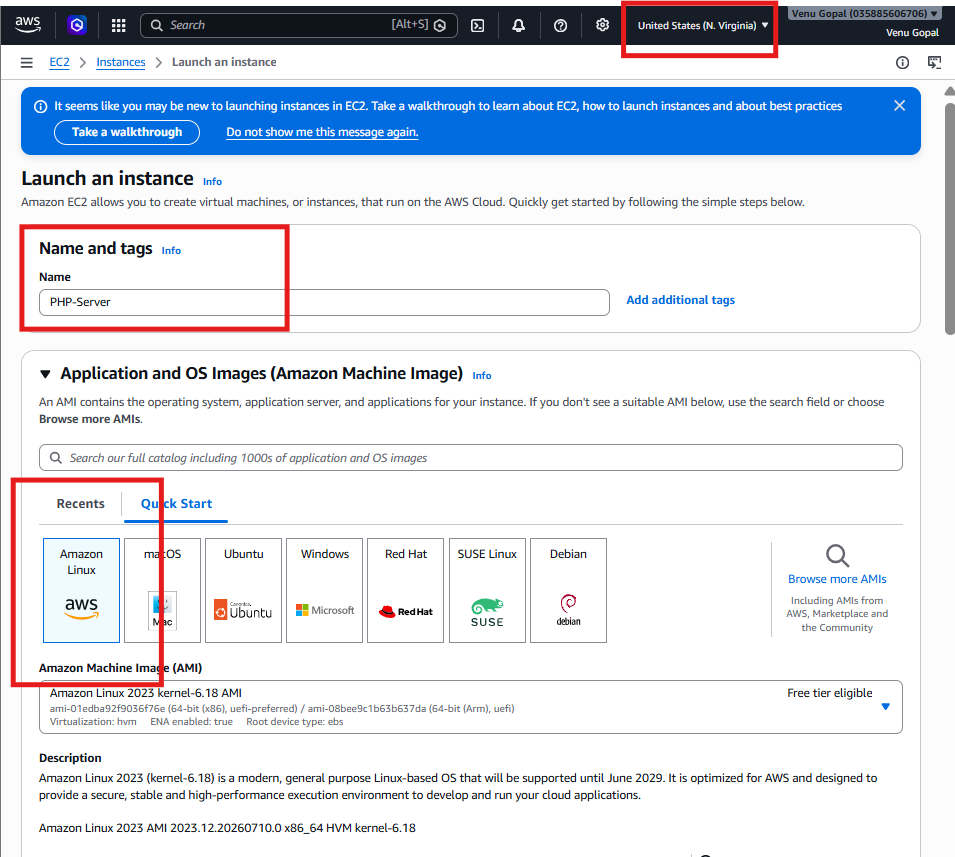 aws
Search [Alt+S]
United States (N. Virginia)
Venu Gopal (035885606706)
Venu Gopal
EC2 Instances Launch an instance
It seems like you may be new to launching instances in EC2. Take a walkthrough to learn about EC2, how to launch instances and about best practices
Take a walkthrough Do not show me this message again.
Launch an instance Info
Amazon EC2 allows you to create virtual machines, or instances, that run on the AWS Cloud. Quickly get started by following the simple steps below.
Name and tags Info
Name
PHP-Server
Add additional tags
Application and OS Images (Amazon Machine Image) Info
An AMI contains the operating system, application server, and applications for your instance. If you don't see a suitable AMI below, use the search field or choose
Browse more AMIs.
Search our full catalog including 1000s of application and OS images
Recents
Quick Start
Amazon
Linux
aws
macOS
Mac
Ubuntu
Canonical
Ubuntu
Windows
Microsoft
Red Hat
Red Hat
SUSE Linux
SUSE
Debian
debian
Browse more AMIs
Including AMIs from
AWS, Marketplace and
the Community
Amazon Machine Image (AMI)
Amazon Linux 2023 kernel-6.18 AMI
Free tier eligible
ami-01edba92f9036f76e (64-bit (x86), uefi-preferred) / ami-08bee9c1b63b637da (64-bit (Arm), uefi)
Virtualization: hvm ENA enabled: true Root device type: ebs
Description
Amazon Linux 2023 (kernel-6.18) is a modern, general purpose Linux-based OS that will be supported until June 2029. It is optimized for AWS and designed to
provide a secure, stable and high-performance execution environment to develop and run your cloud applications.
Amazon Linux 2023 AMI 2023.12.20260710.0 x86_64 HVM kernel-6.18